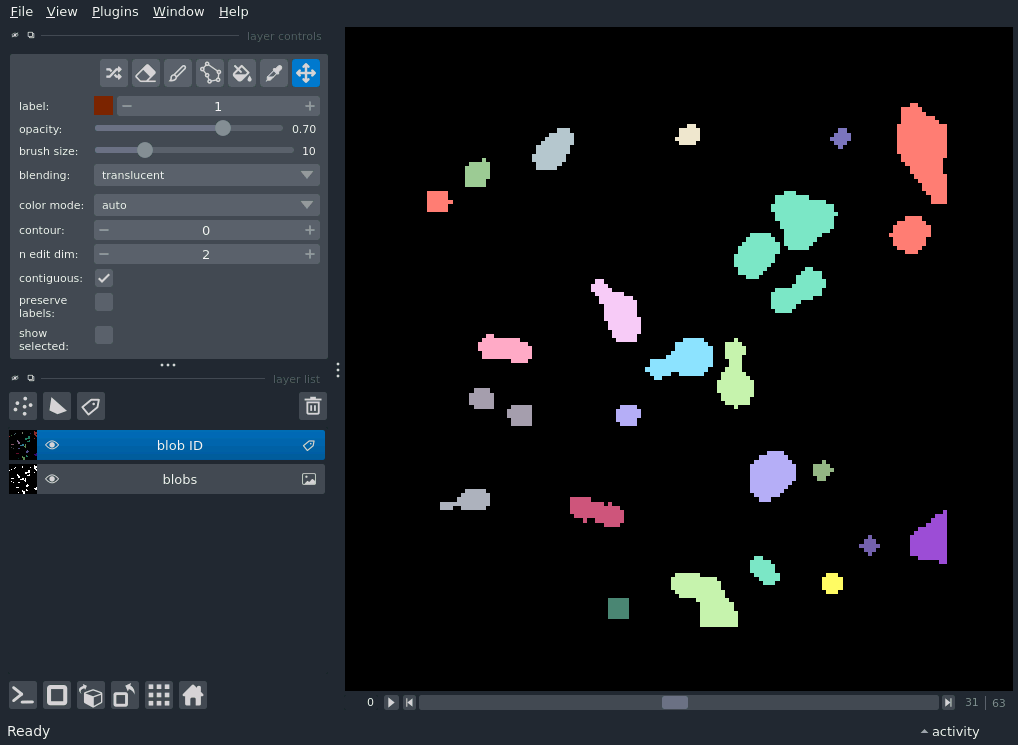 File View Plugins Window Help
layer controls
label: 1
opacity: 0.70
brush size: 10
blending: translucent
color mode: auto
contour: 0
n edit dim: 2
contiguous:
preserve
labels:
show
selected:
layer list
blob ID
blobs
0 31 | 63
Ready activity